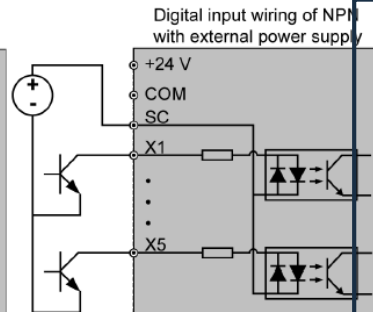 Digital input wiring of NPN
with external power supply
+24 V
COM
SC
X1
X5
+
-